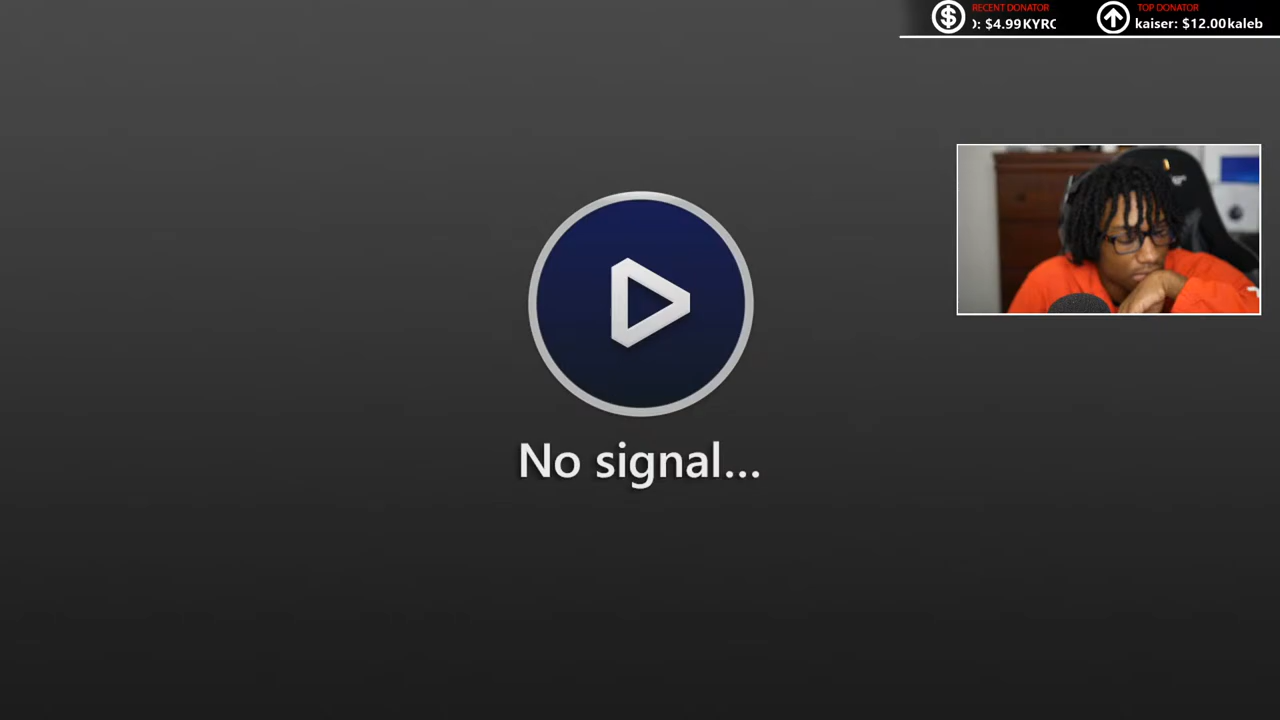 RECENT DONATOR
): $4.99KYRC
TOP DONATOR
kaiser: $12.00kaleb
No signal...